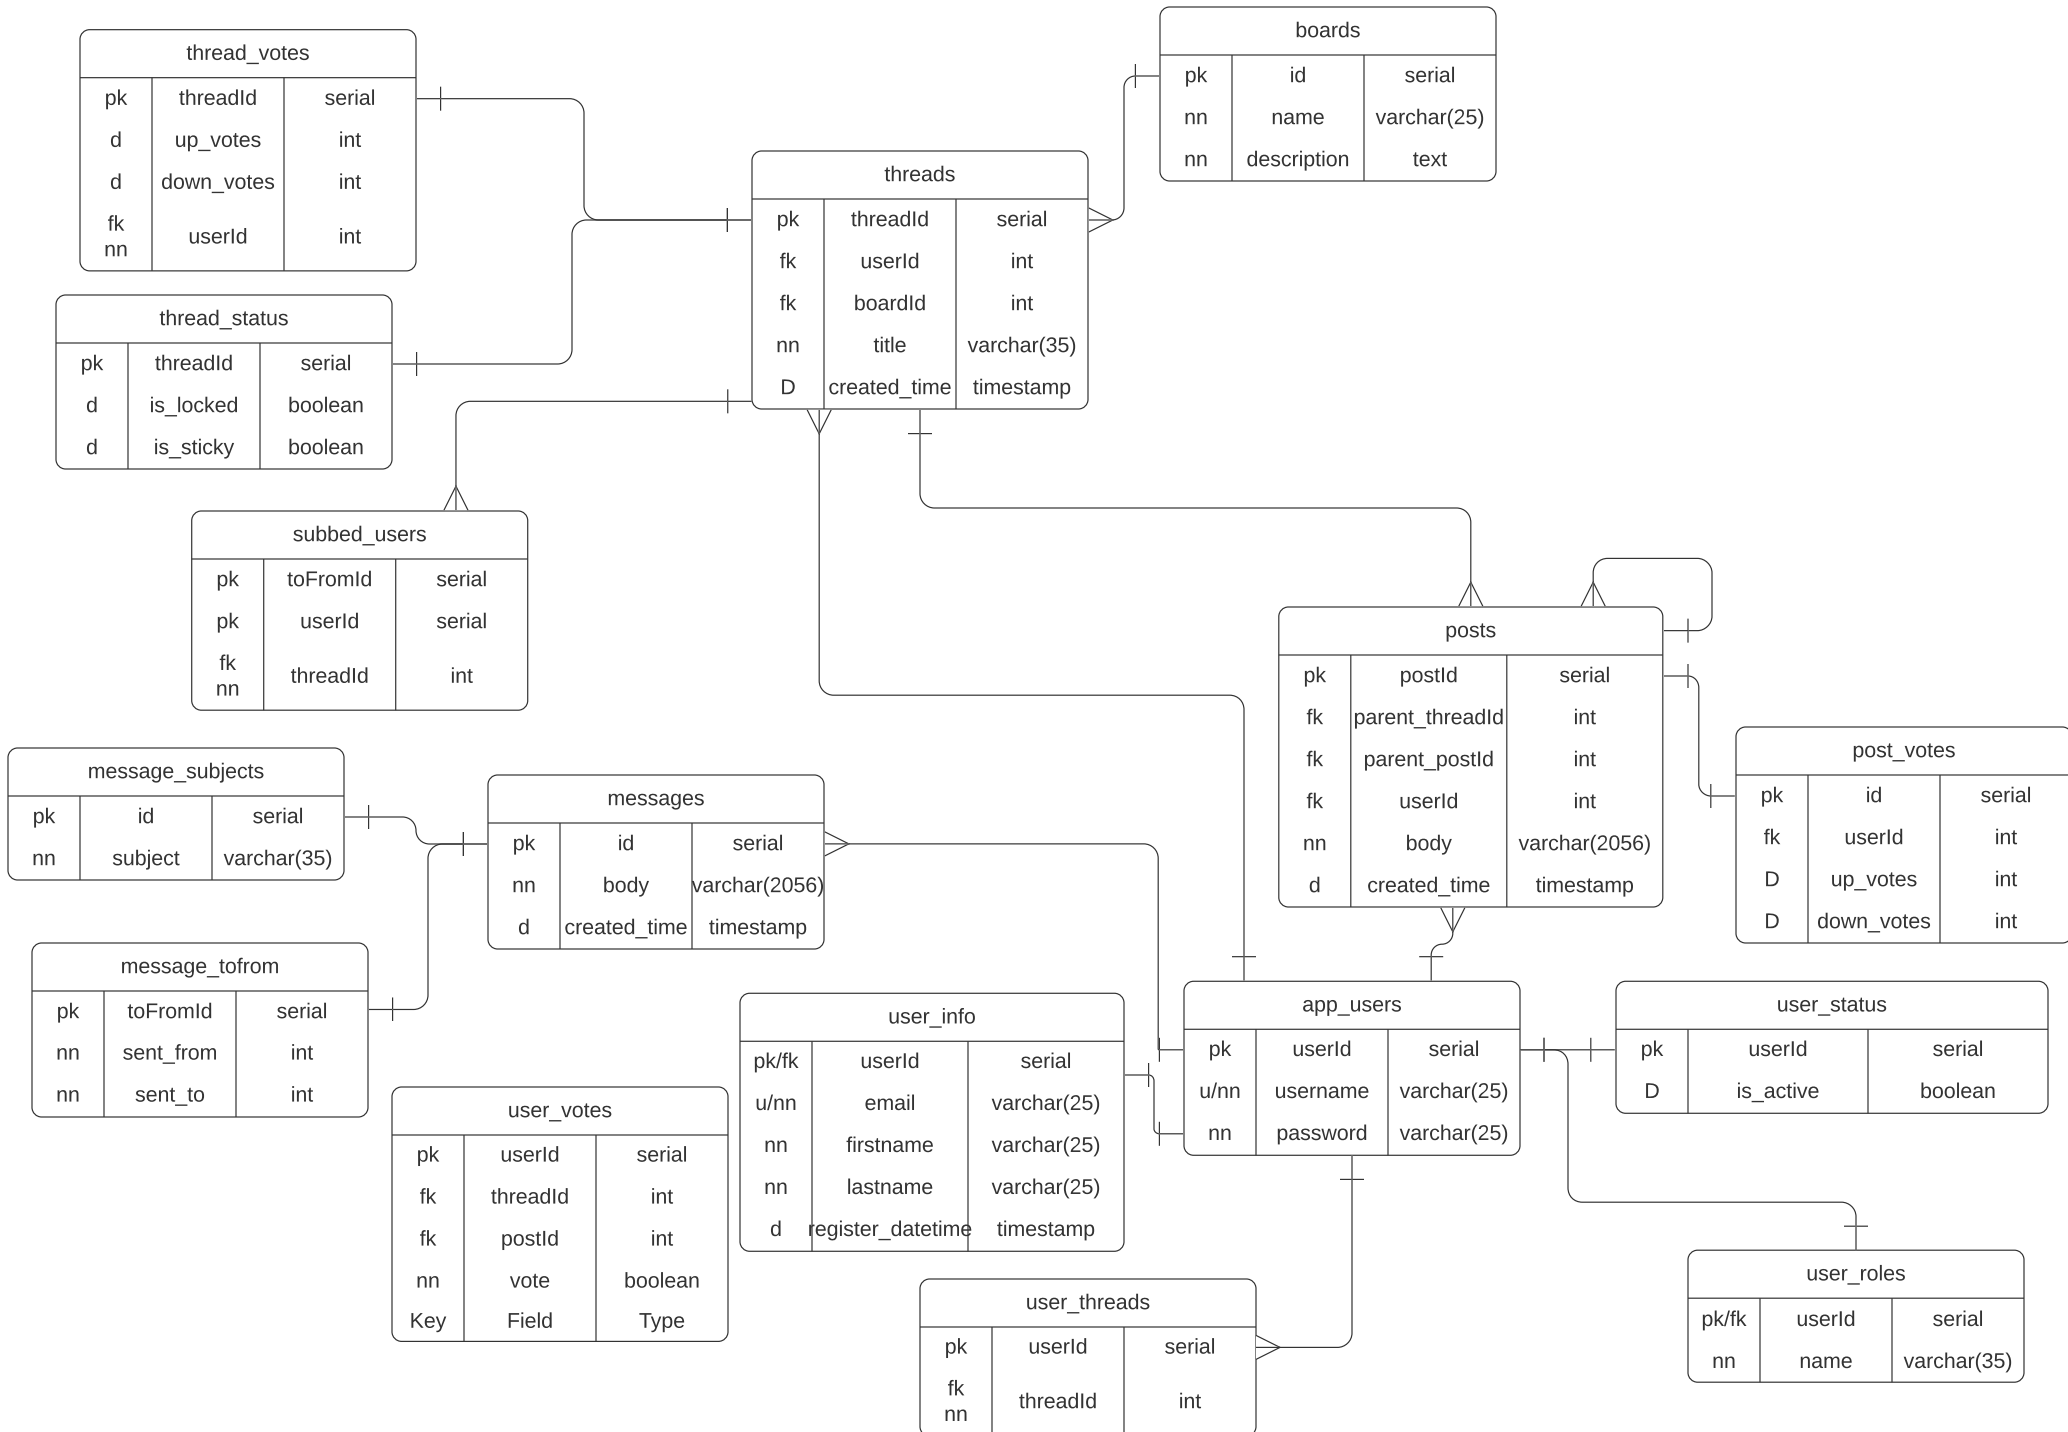 boards
pk id serial
nn name varchar(25)
nn description text
thread_votes
pk threadId serial
d up_votes int
d down_votes int
fk
nn userId int
threads
pk threadId serial
fk userId int
fk boardId int
nn title varchar(35)
D created_time timestamp
thread_status
pk threadId serial
d is_locked boolean
d is_sticky boolean
subbed_users
pk toFromId serial
pk userId serial
fk
nn threadId int
posts
pk postId serial
fk parent_threadId int
fk parent_postId int
fk userId int
nn body varchar(2056)
d created_time timestamp
post_votes
pk id serial
fk userId int
D up_votes int
D down_votes int
message_subjects
pk id serial
nn subject varchar(35)
messages
pk id serial
nn body varchar(2056)
d created_time timestamp
message_tofrom
pk toFromId serial
nn sent_from int
nn sent_to int
user_info
pk/fk userId serial
u/nn email varchar(25)
nn firstname varchar(25)
nn lastname varchar(25)
d register_datetime timestamp
app_users
pk userId serial
u/nn username varchar(25)
nn password varchar(25)
user_status
pk userId serial
D is_active boolean
user_votes
pk userId serial
fk threadId int
fk postId int
nn vote boolean
Key Field Type
user_threads
pk userId serial
fk
nn threadId int
user_roles
pk/fk userId serial
nn name varchar(35)